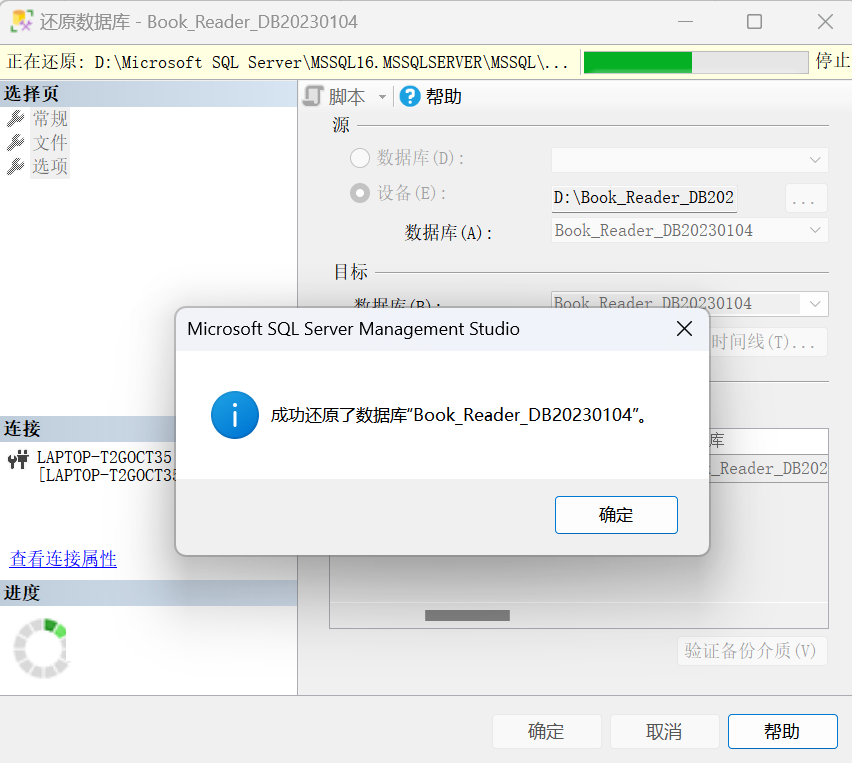 还原数据库 - Book_Reader_DB20230104
正在还原: D:\Microsoft SQL Server\MSSQL16.MSSQLSERVER\MSSQL\... 停止
选择页
常规
文件
选项
脚本 帮助
源
数据库(D):
设备(E): D:\Book_Reader_DB202 ...
数据库(A): Book_Reader_DB20230104
目标
数据库(B): Book_Reader_DB20230104
时间线(T)...
Microsoft SQL Server Management Studio
成功还原了数据库“Book_Reader_DB20230104”。
确定
库
_Reader_DB202
连接
LAPTOP-T2GOCT35
[LAPTOP-T2GOCT35
查看连接属性
进度
验证备份介质(V)
确定 取消 帮助